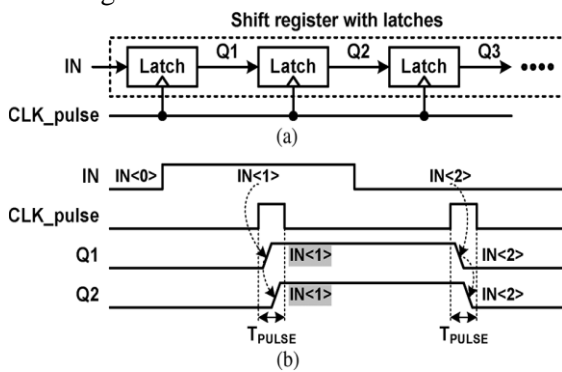 Shift register with latches
IN Latch Q1 Latch Q2 Latch Q3
CLK_pulse
(a)
IN IN<0> IN<1> IN<2>
CLK_pulse
Q1 IN<1> IN<2>
Q2 IN<1> IN<2>
TPULSE TPULSE
(b)